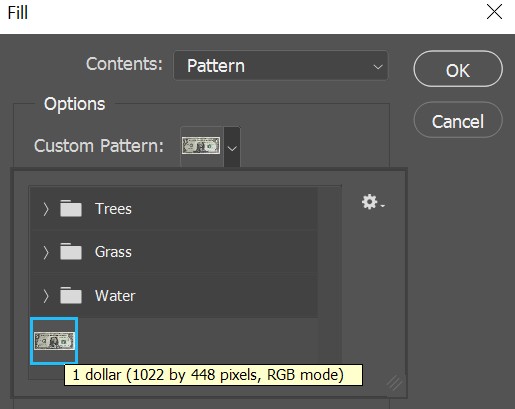 Fill
Contents: Pattern
OK
Options
Cancel
Custom Pattern:
Trees
Grass
Water
1 dollar (1022 by 448 pixels, RGB mode)